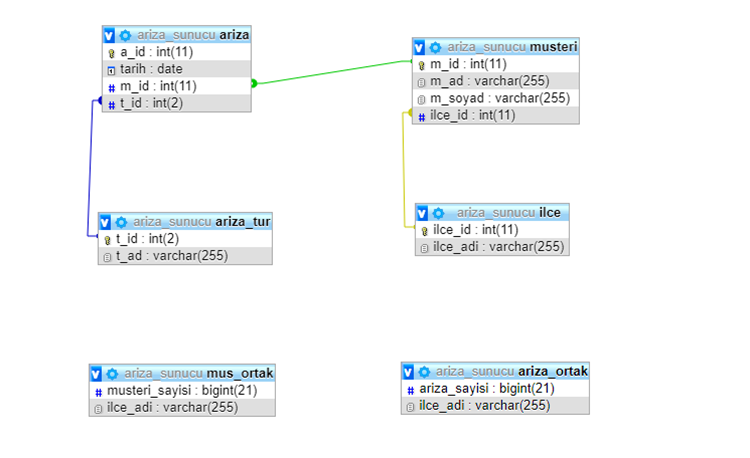 ariza_sunucu ariza
a_id : int(11)
tarih : date
# m_id : int(11)
# t_id : int(2)
ariza_sunucu musteri
m_id : int(11)
m_ad : varchar(255)
m_soyad : varchar(255)
# ilce_id : int(11)
ariza_sunucu ariza_tur
t_id : int(2)
t_ad : varchar(255)
ariza_sunucu ilce
ilce_id : int(11)
ilce_adi : varchar(255)
ariza_sunucu mus_ortak
# musteri_sayisi : bigint(21)
ilce_adi : varchar(255)
ariza_sunucu ariza_ortak
# ariza_sayisi : bigint(21)
ilce_adi : varchar(255)